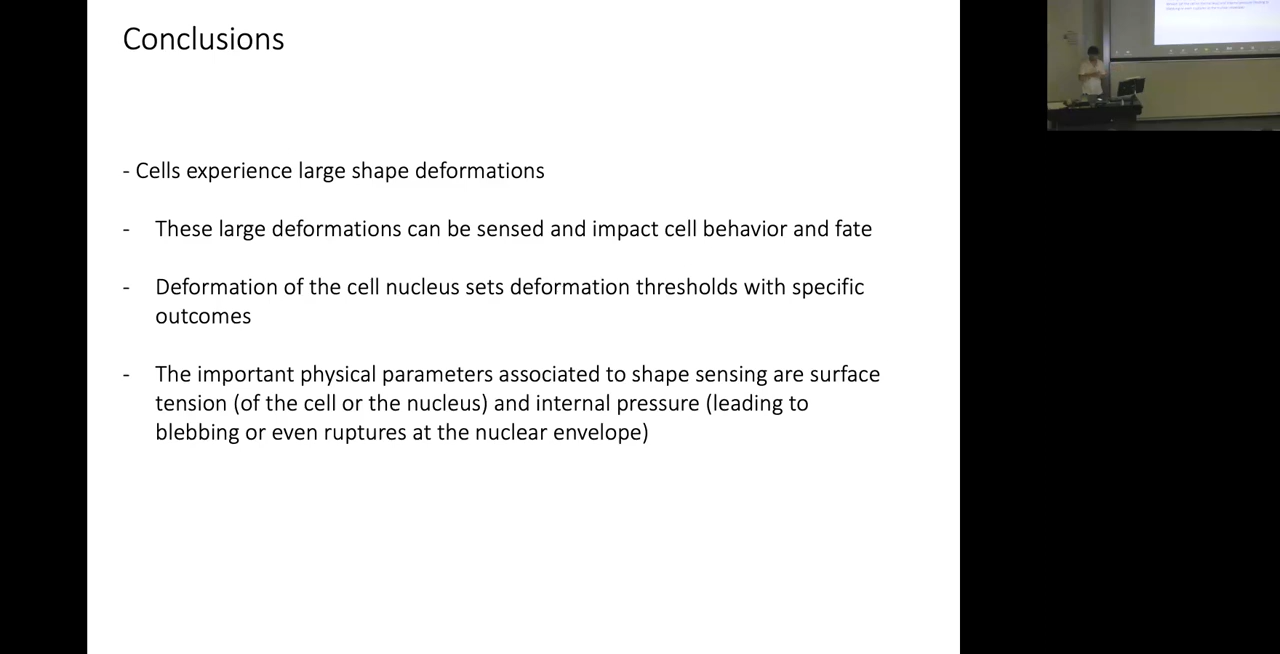 Conclusions
- Cells experience large shape deformations
- These large deformations can be sensed and impact cell behavior and fate
- Deformation of the cell nucleus sets deformation thresholds with specific
outcomes
- The important physical parameters associated to shape sensing are surface
tension (of the cell or the nucleus) and internal pressure (leading to
blebbing or even ruptures at the nuclear envelope)